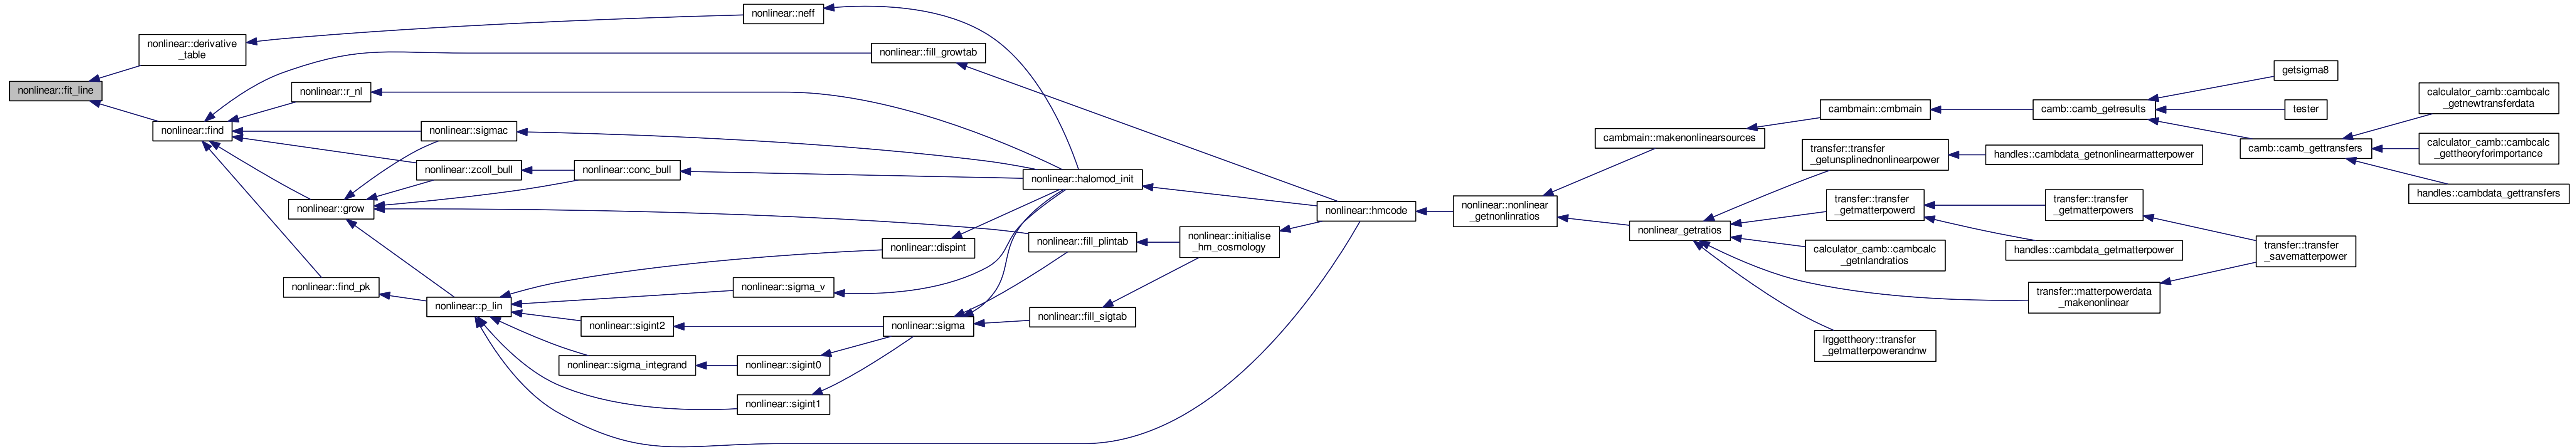 nonlinear::fit_line
nonlinear::derivative
_table
nonlinear::find
nonlinear::neff
nonlinear::fill_growtab
nonlinear::r_nl
nonlinear::sigmac
nonlinear::zcoll_bull
nonlinear::conc_bull
nonlinear::grow
nonlinear::find_pk
nonlinear::p_lin
nonlinear::dispint
nonlinear::sigma_v
nonlinear::sigint2
nonlinear::sigma_integrand
nonlinear::sigint0
nonlinear::sigint1
nonlinear::sigma
nonlinear::halomod_init
nonlinear::fill_plintab
nonlinear::fill_sigtab
nonlinear::initialise
_hm_cosmology
nonlinear::hmcode
nonlinear::nonlinear
_getnonlinratios
cambmain::makenonlinearsources
nonlinear_getratios
cambmain::cmbmain
transfer::transfer
_getunsplinednonlinearpower
transfer::transfer
_getmatterpowerd
calculator_camb::cambcalc
_getnlandratios
lrggettheory::transfer
_getmatterpowerandnw
camb::camb_getresults
handles::cambdata_getnonlinearmatterpower
transfer::transfer
_getmatterpowers
handles::cambdata_getmatterpower
transfer::matterpowerdata
_makenonlinear
getsigma8
tester
camb::camb_gettransfers
transfer::transfer
_savematterpower
calculator_camb::cambcalc
_getnewtransferdata
calculator_camb::cambcalc
_gettheoryforimportance
handles::cambdata_gettransfers